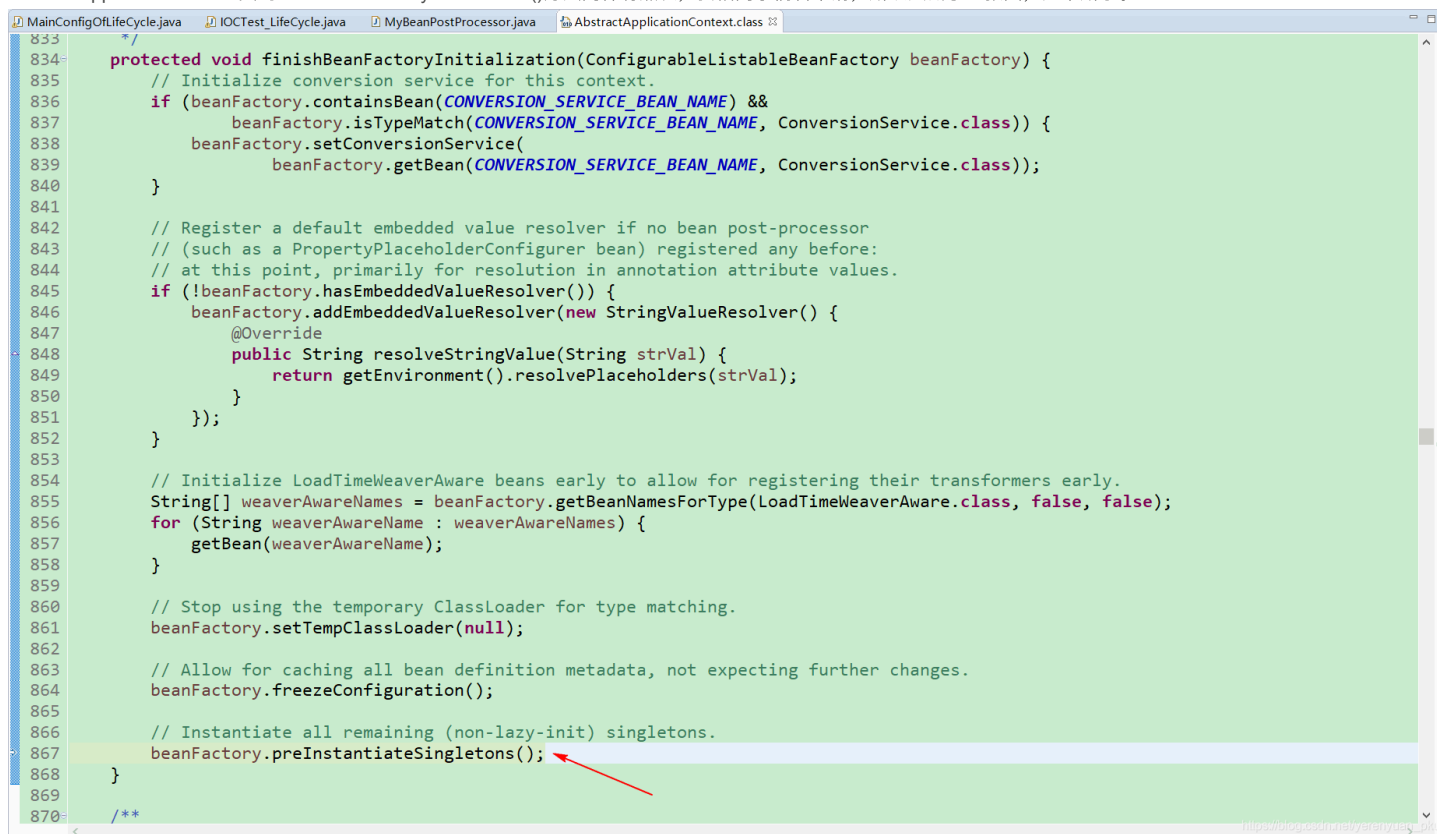 MainConfigOfLifeCycle.java IOCTest_LifeCycle.java MyBeanPostProcessor.java AbstractApplicationContext.class
833 */
834 protected void finishBeanFactoryInitialization(ConfigurableListableBeanFactory beanFactory) {
835 // Initialize conversion service for this context.
836 if (beanFactory.containsBean(CONVERSION_SERVICE_BEAN_NAME) &&
837 beanFactory.isTypeMatch(CONVERSION_SERVICE_BEAN_NAME, ConversionService.class)) {
838 beanFactory.setConversionService(
839 beanFactory.getBean(CONVERSION_SERVICE_BEAN_NAME, ConversionService.class));
840 }
841
842 // Register a default embedded value resolver if no bean post-processor
843 // (such as a PropertyPlaceholderConfigurer bean) registered any before:
844 // at this point, primarily for resolution in annotation attribute values.
845 if (!beanFactory.hasEmbeddedValueResolver()) {
846 beanFactory.addEmbeddedValueResolver(new StringValueResolver() {
847 @Override
848 public String resolveStringValue(String strVal) {
849 return getEnvironment().resolvePlaceholders(strVal);
850 }
851 });
852 }
853
854 // Initialize LoadTimeWeaverAware beans early to allow for registering their transformers early.
855 String[] weaverAwareNames = beanFactory.getBeanNamesForType(LoadTimeWeaverAware.class, false, false);
856 for (String weaverAwareName : weaverAwareNames) {
857 getBean(weaverAwareName);
858 }
859
860 // Stop using the temporary ClassLoader for type matching.
861 beanFactory.setTempClassLoader(null);
862
863 // Allow for caching all bean definition metadata, not expecting further changes.
864 beanFactory.freezeConfiguration();
865
866 // Instantiate all remaining (non-lazy-init) singletons.
867 beanFactory.preInstantiateSingletons();
868 }
869
870 /**